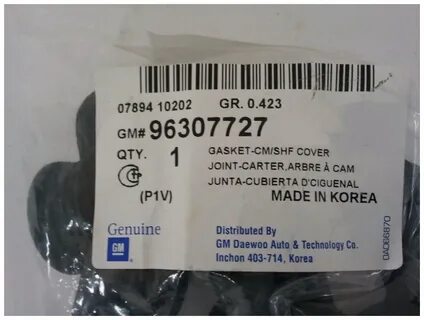 07894 10202 GR. 0.423
GM# 96307727
QTY. 1 GASKET-CM/SHF COVER
JOINT-CARTER,ARBRE À CAM
JUNTA-CUBIERTA D'CIGUENAL
(P1V) MADE IN KOREA
Genuine
GM
Distributed By
GM Daewoo Auto & Technology Co.
Inchon 403-714, Korea
DAD66870